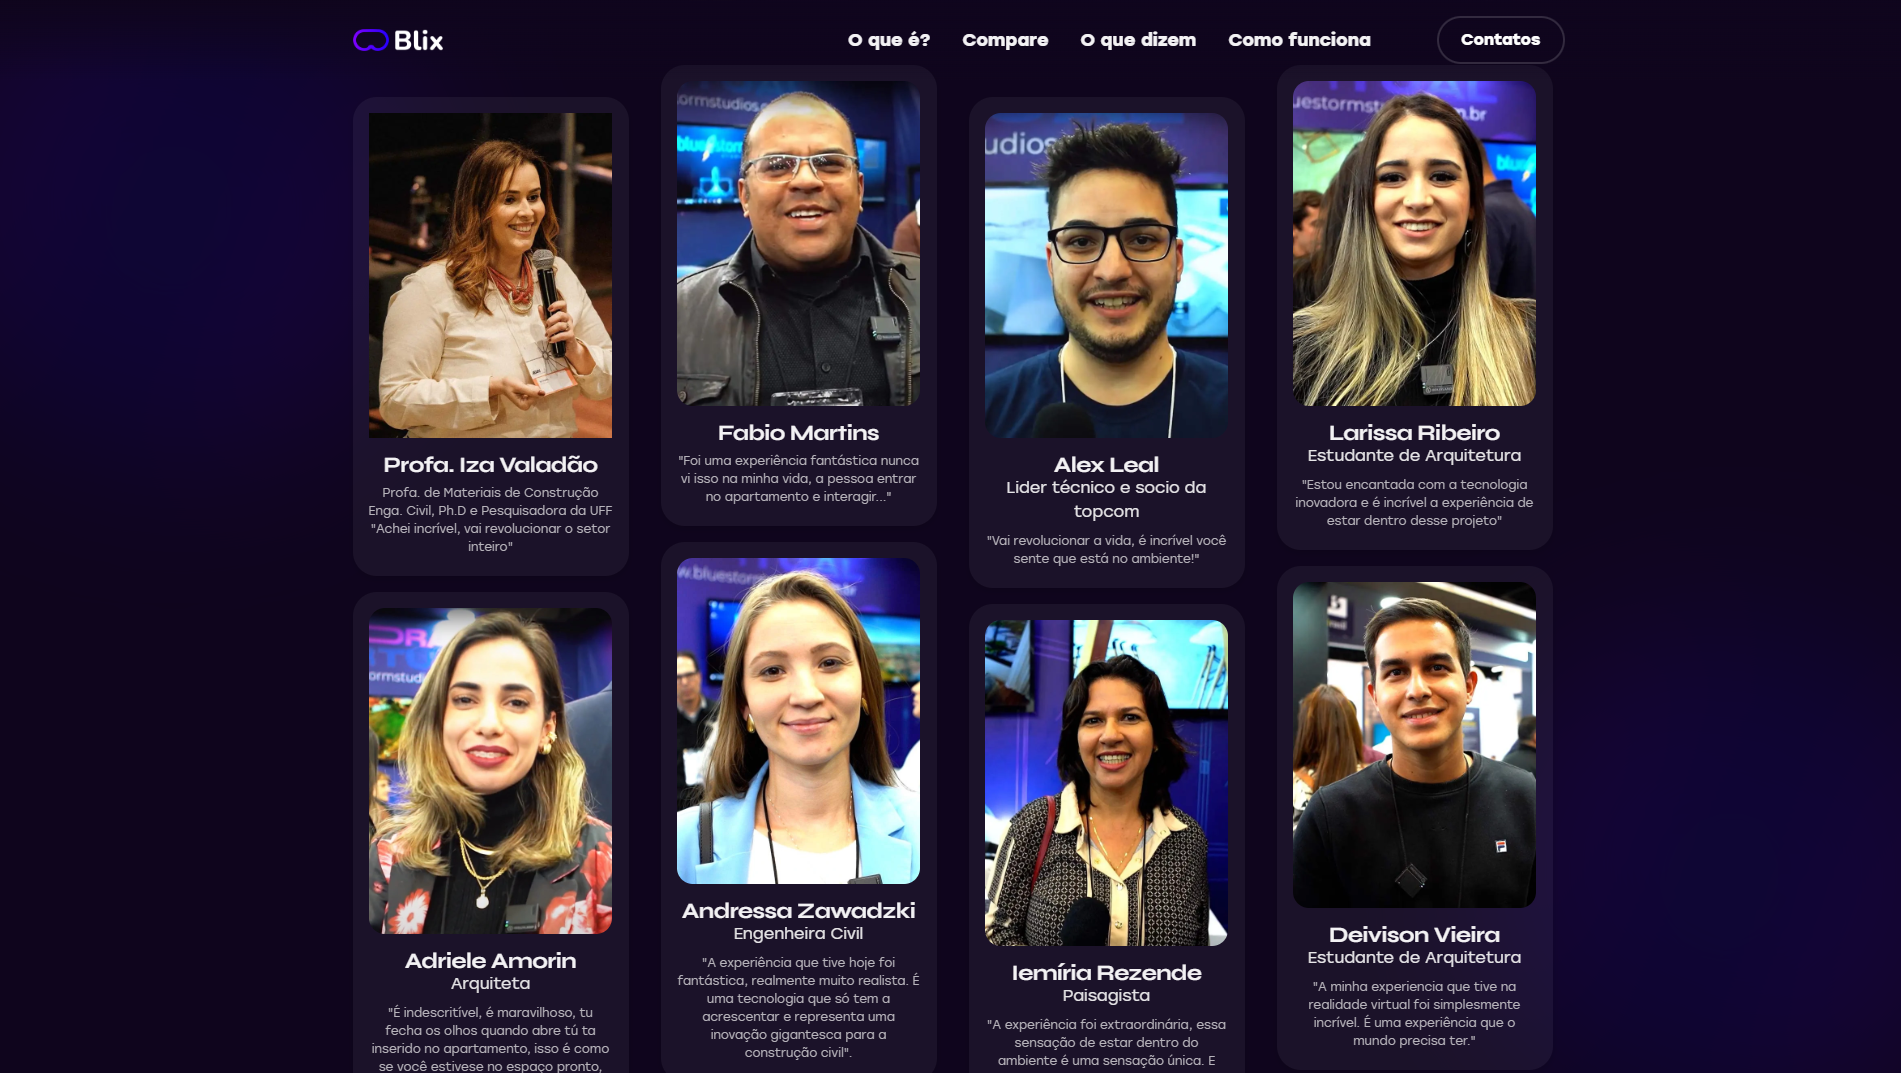 Blix
O que é?
Compare
O que dizem
Como funciona
Contatos
Profa. Iza Valadão
Profa. de Materiais de Construção
Enga. Civil, Ph.D e Pesquisadora da UFF
"Achei incrível, vai revolucionar o setor
inteiro"
Fabio Martins
"Foi uma experiência fantástica nunca
vi isso na minha vida, a pessoa entrar
no apartamento e interagir..."
udios
Alex Leal
Lider técnico e socio da
topcom
"Vai revolucionar a vida, é incrível você
sente que está no ambiente!"
Larissa Ribeiro
Estudante de Arquitetura
"Estou encantada com a tecnologia
inovadora e é incrível a experiência de
estar dentro desse projeto"
Adriele Amorin
Arquiteta
"É indescritível, é maravilhoso, tu
fecha os olhos quando abre tú ta
inserido no apartamento, isso é como
se você estivese no espaço pronto,
Andressa Zawadzki
Engenheira Civil
"A experiência que tive hoje foi
fantástica, realmente muito realista. É
uma tecnologia que só tem a
acrescentar e representa uma
inovação gigantesca para a
construção civil".
Iemíria Rezende
Paisagista
"A experiência foi extraordinária, essa
sensação de estar dentro do
ambiente é uma sensação única. E
Deivison Vieira
Estudante de Arquitetura
"A minha experiencia que tive na
realidade virtual foi simplesmente
incrível. É uma experiência que o
mundo precisa ter."